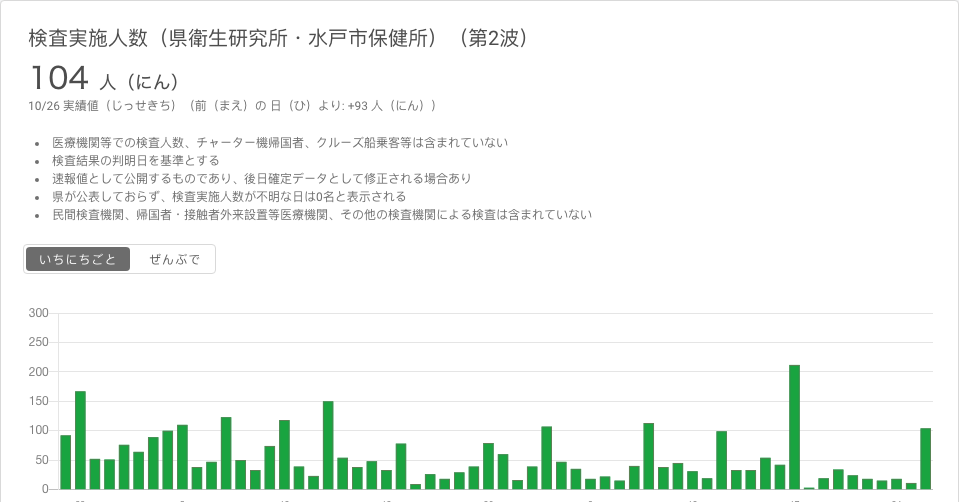 検査実施人数（県衛生研究所・水戸市保健所）（第2波）
104 人（にん）
10/26 実績値（じっせきち）（前（まえ）の 日（ひ）より: +93 人（にん））
• 医療機関等での検査人数、チャーター機帰国者、クルーズ船乗客等は含まれていない
• 検査結果の判明日を基準とする
• 速報値として公開するものであり、後日確定データとして修正される場合あり
• 県が公表しておらず、検査実施人数が不明な日は0名と表示される
• 民間検査機関、帰国者・接触者外来設置等医療機関、その他の検査機関による検査は含まれていない
いちにちごと ぜんぶで
300
250
200
150
100
50
0